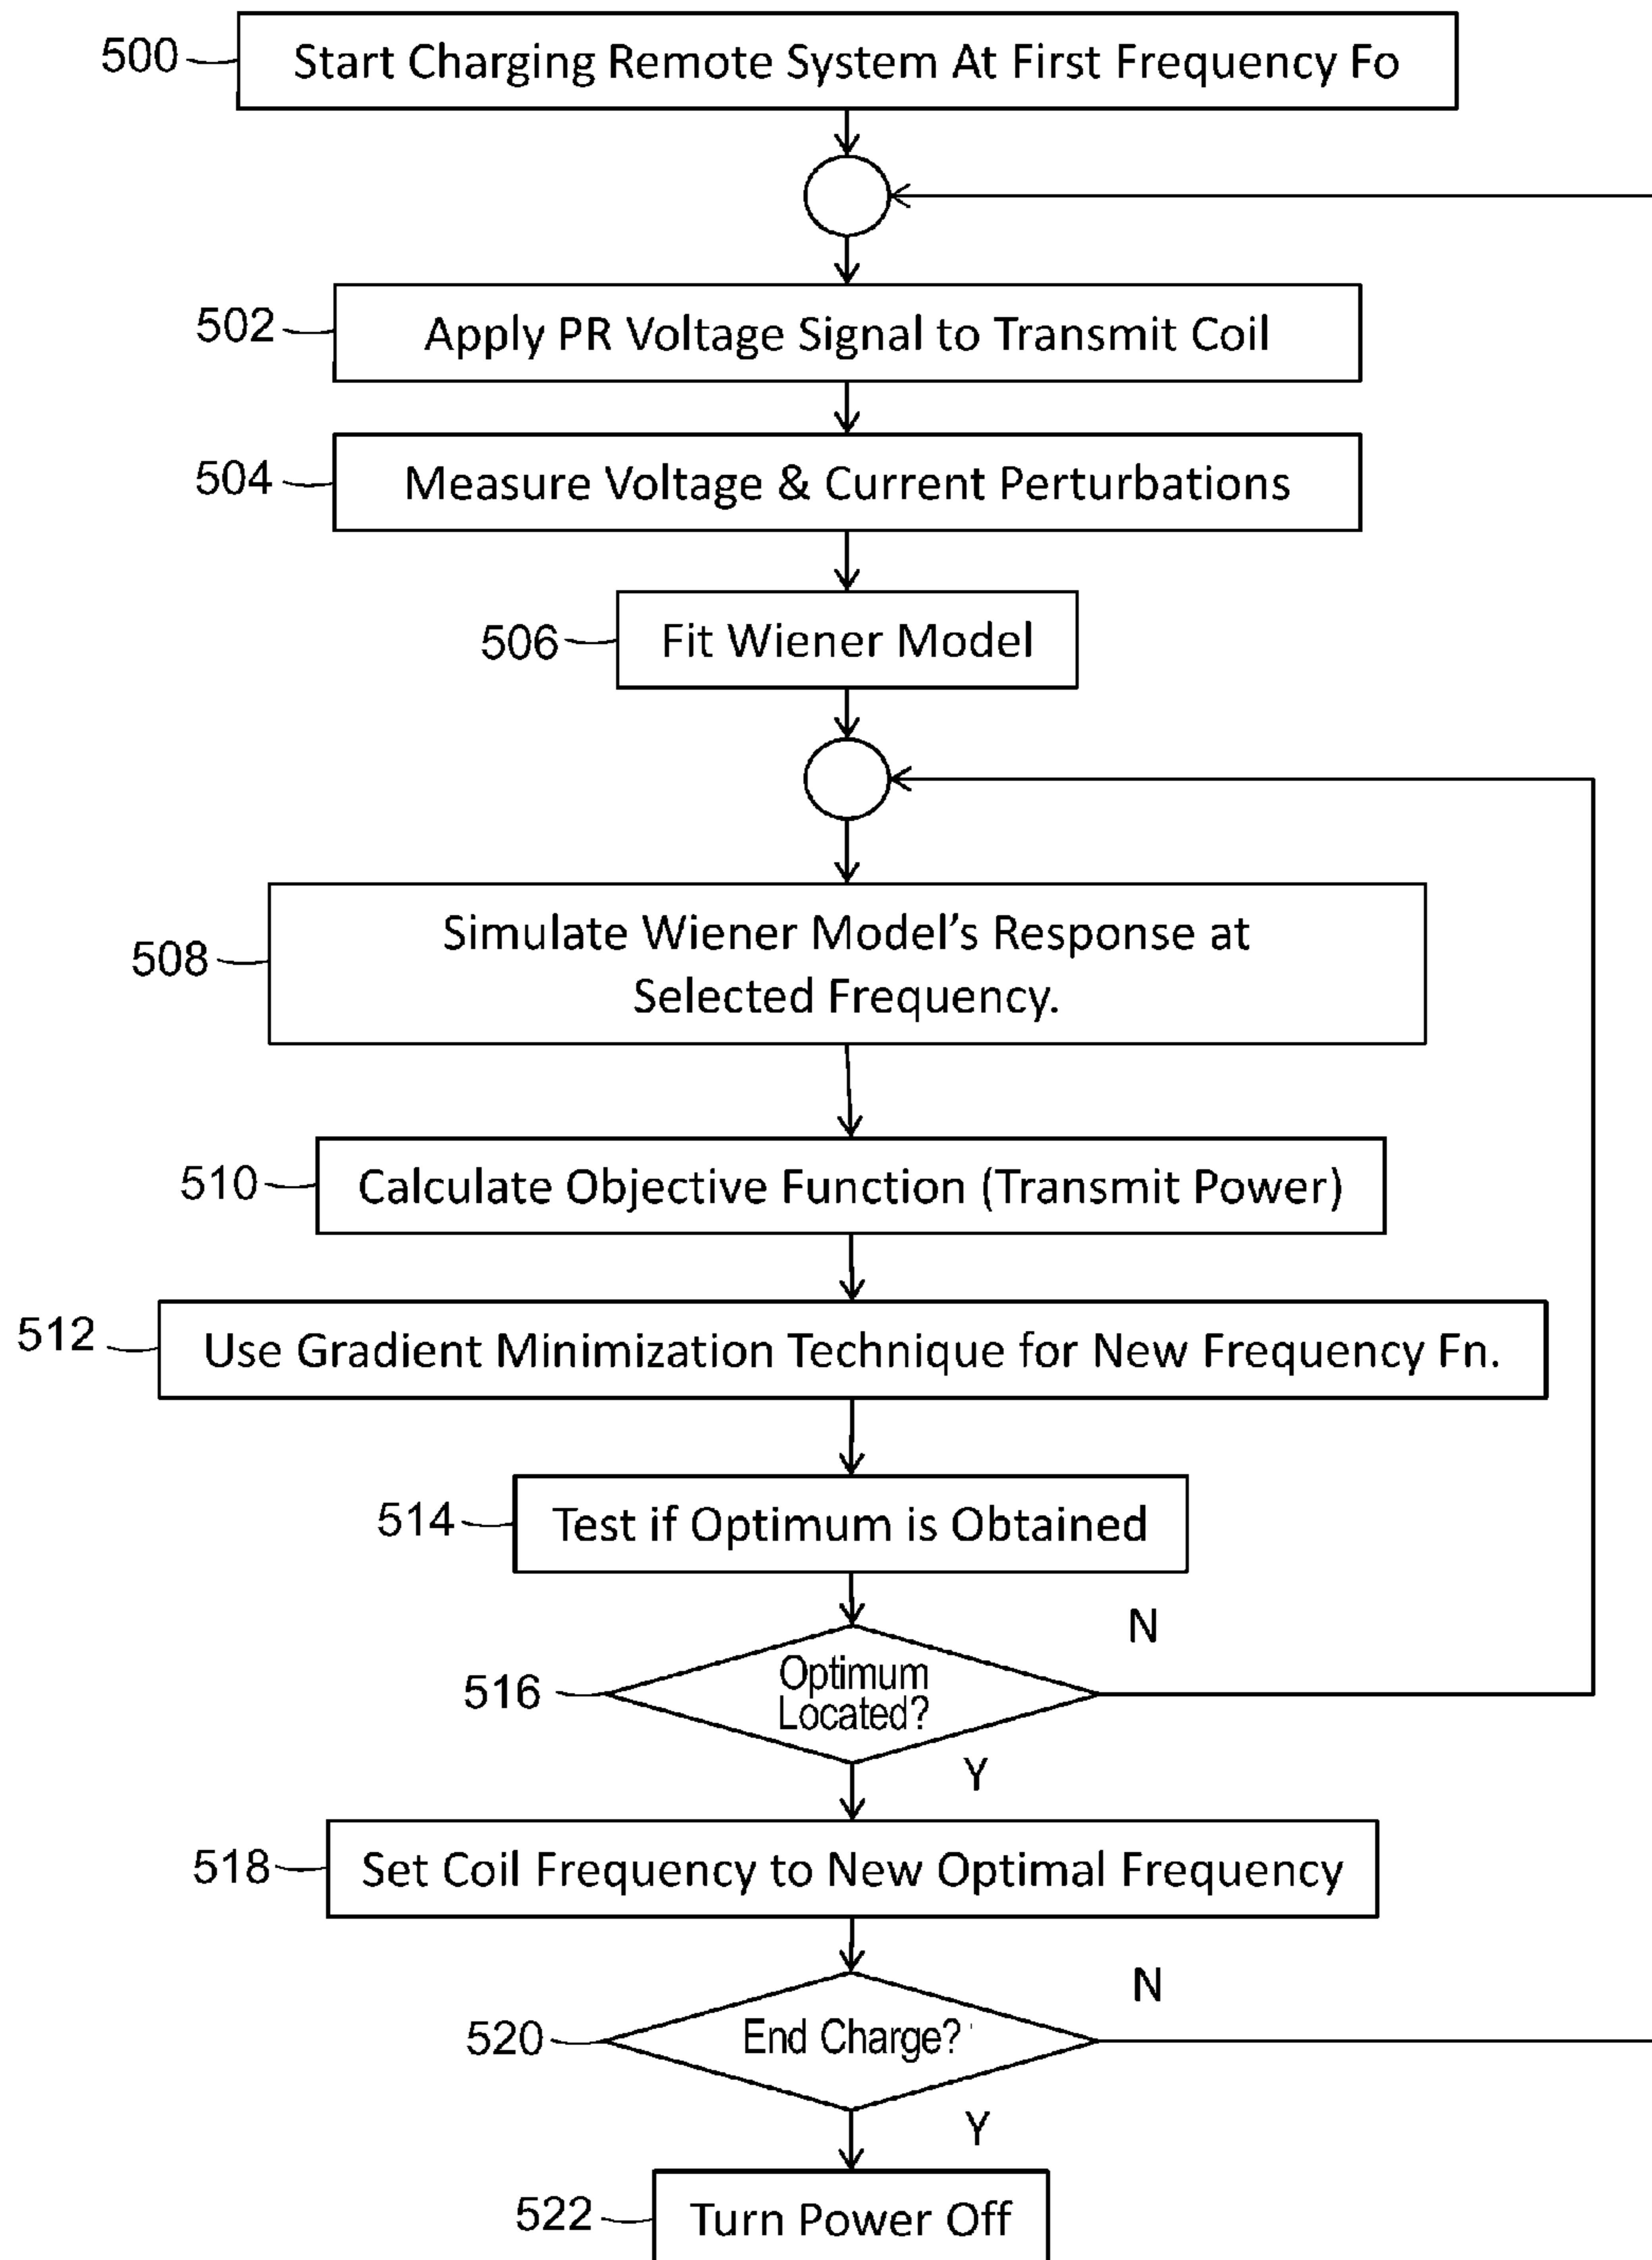 500 Start Charging Remote System At First Frequency Fo
502 Apply PR Voltage Signal to Transmit Coil
504 Measure Voltage & Current Perturbations
506 Fit Wiener Model
508 Simulate Wiener Model's Response at
Selected Frequency.
510 Calculate Objective Function (Transmit Power)
512 Use Gradient Minimization Technique for New Frequency Fn.
514 Test if Optimum is Obtained
N
516 Optimum
Located?
Y
518 Set Coil Frequency to New Optimal Frequency
N
520 End Charge?
Y
522 Turn Power Off